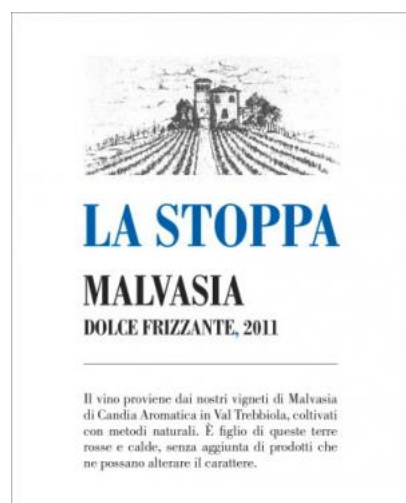 LA STOPPA
MALVASIA
DOLCE FRIZZANTE, 2011
Il vino proviene dai nostri vigneti di Malvasia
di Candia Aromatica in Val Trebbiola, coltivati
con metodi naturali. È figlio di queste terre
rosse e calde, senza aggiunta di prodotti che
ne possano alterare il carattere.